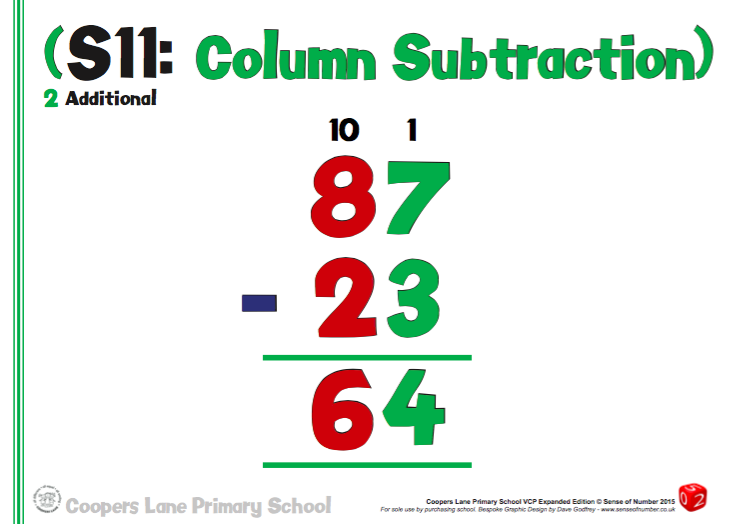 (S11: Column Subtraction)
2 Additional
10 1
87
- 23
64
Coopers Lane Primary School
Coopers Lane Primary School VCP Expanded Edition © Sense of Number 2015
For sole use by purchasing school. Bespoke Graphic Design by Dave Godfrey - www.senseofnumber.co.uk
0 2